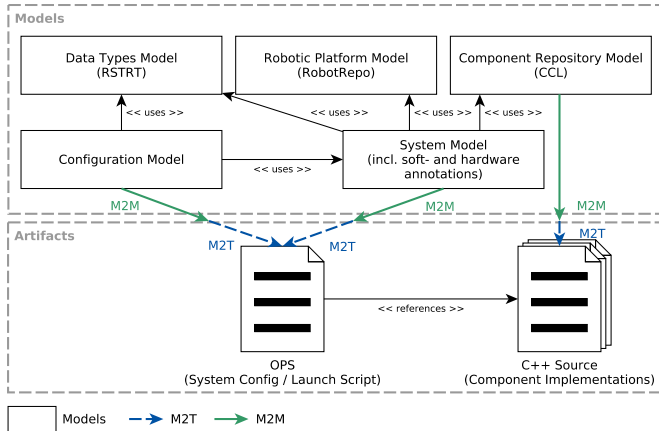 Models
Data Types Model
(RSTRT)
Robotic Platform Model
(RobotRepo)
Component Repository Model
(CCL)
<< uses >>
<< uses >>
<< uses >>
<< uses >>
Configuration Model
<< uses >>
System Model
(incl. soft- and hardware
annotations)
M2M
M2M
M2M
Artifacts
M2T
M2T
M2T
<< references >>
OPS
(System Config / Launch Script)
C++ Source
(Component Implementations)
Models
M2T
M2M